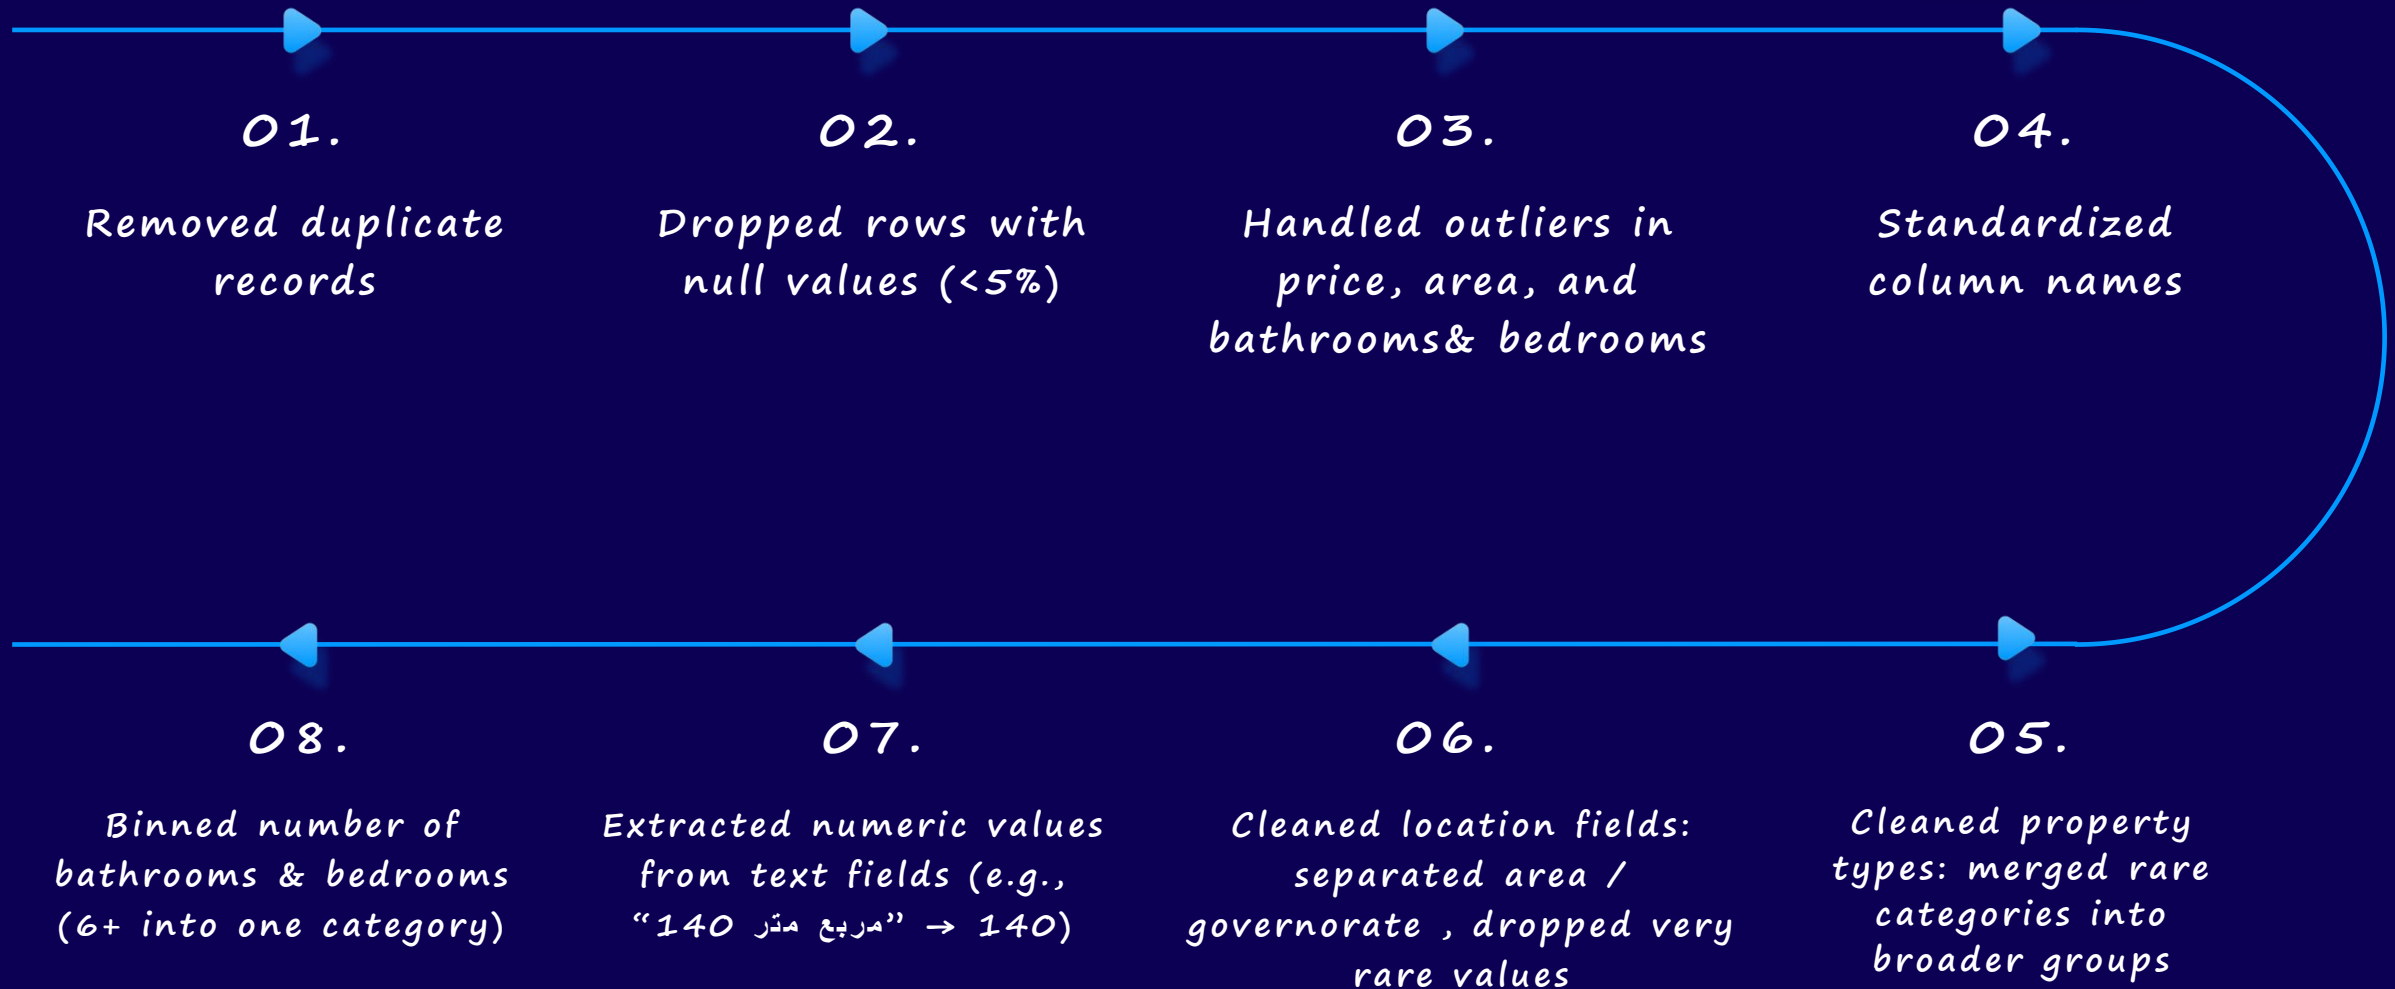 01.
Removed duplicate
records
02.
Dropped rows with
null values (<5%)
03.
Handled outliers in
price, area, and
bathrooms& bedrooms
04.
Standardized
column names
05.
Cleaned property
types: merged rare
categories into
broader groups
06.
Cleaned location fields:
separated area /
governorate , dropped very
rare values
07.
Extracted numeric values
from text fields (e.g.,
“140 مربع متر” → 140)
08.
Binned number of
bathrooms & bedrooms
(6+ into one category)